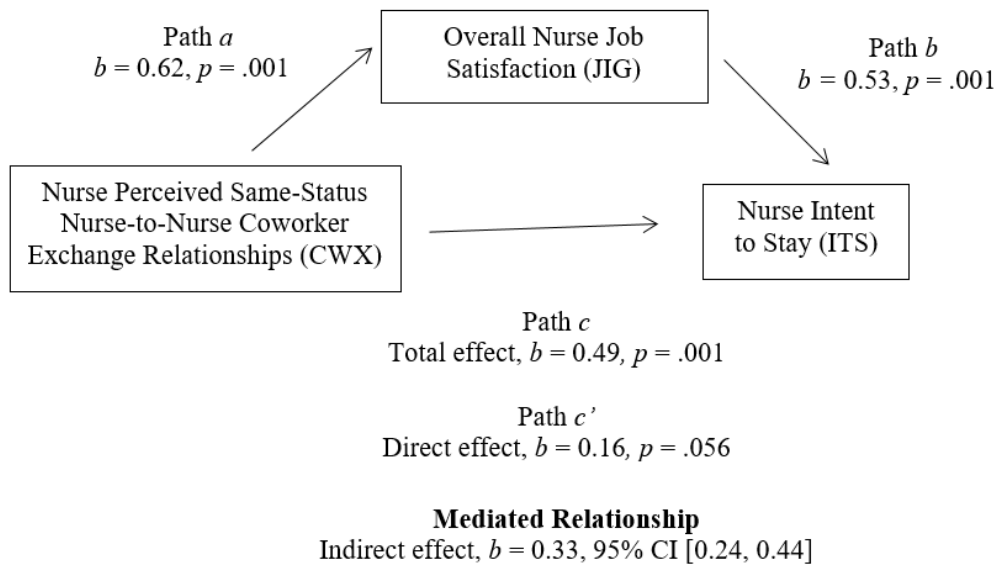 Path a
b = 0.62, p = .001
Overall Nurse Job
Satisfaction (JIG)
Path b
b = 0.53, p = .001
Nurse Perceived Same-Status
Nurse-to-Nurse Coworker
Exchange Relationships (CWX)
Nurse Intent
to Stay (ITS)
Path c
Total effect, b = 0.49, p = .001
Path c’
Direct effect, b = 0.16, p = .056
Mediated Relationship
Indirect effect, b = 0.33, 95% CI [0.24, 0.44]